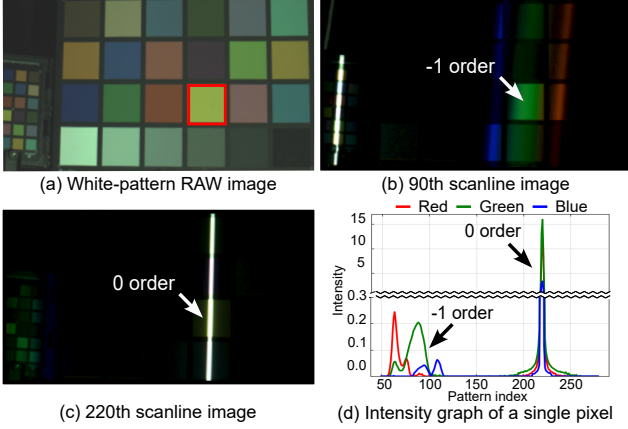 (a) White-pattern RAW image
-1 order
(b) 90th scanline image
0 order
(c) 220th scanline image
Red Green Blue
15
10
5
0.3
0.2
0.1
0.0
Intensity
0 order
-1 order
50 100 150 200 250
Pattern index
(d) Intensity graph of a single pixel